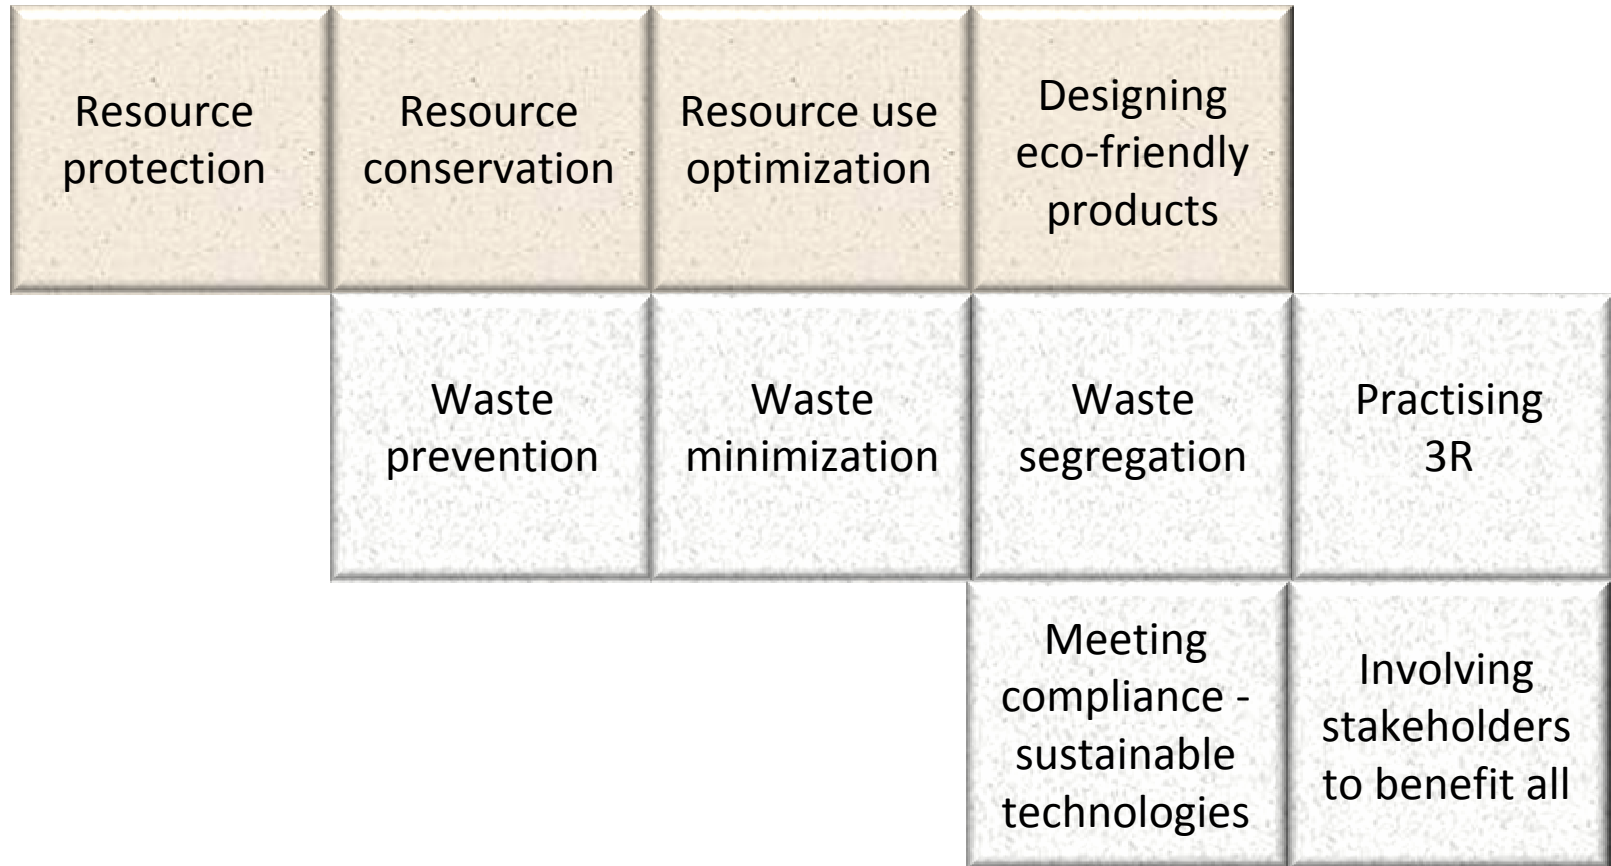 Resource
protection
Resource
conservation
Resource use
optimization
Designing
eco-friendly
products
Waste
prevention
Waste
minimization
Waste
segregation
Practising
3R
Meeting
compliance -
sustainable
technologies
Involving
stakeholders
to benefit all